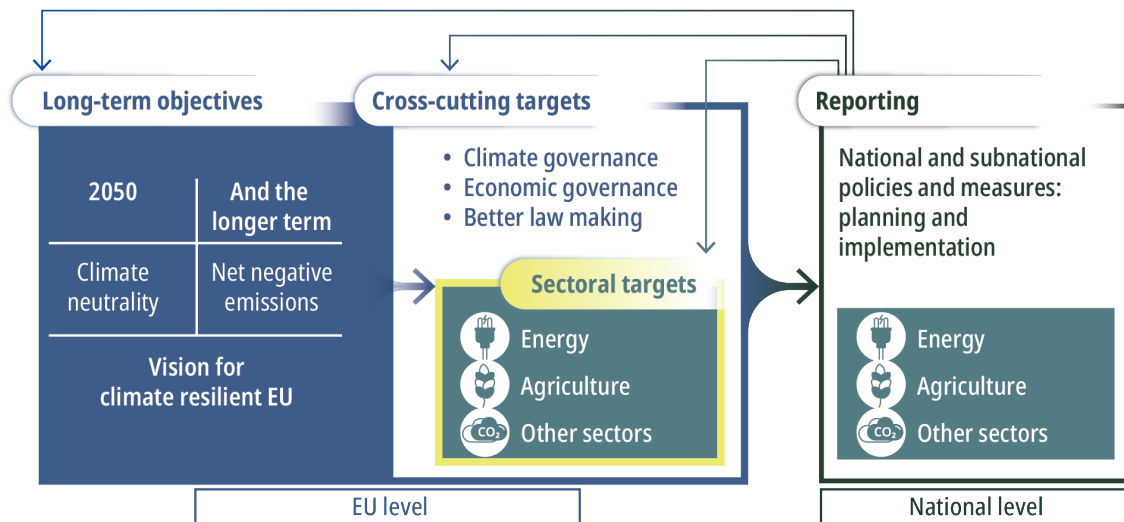 Long-term objectives
2050
And the
longer term
Climate
neutrality
Net negative
emissions
Vision for
climate resilient EU
Cross-cutting targets
• Climate governance
• Economic governance
• Better law making
Sectoral targets
Energy
Agriculture
CO₂
Other sectors
EU level
Reporting
National and subnational
policies and measures:
planning and
implementation
Energy
Agriculture
CO₂
Other sectors
National level